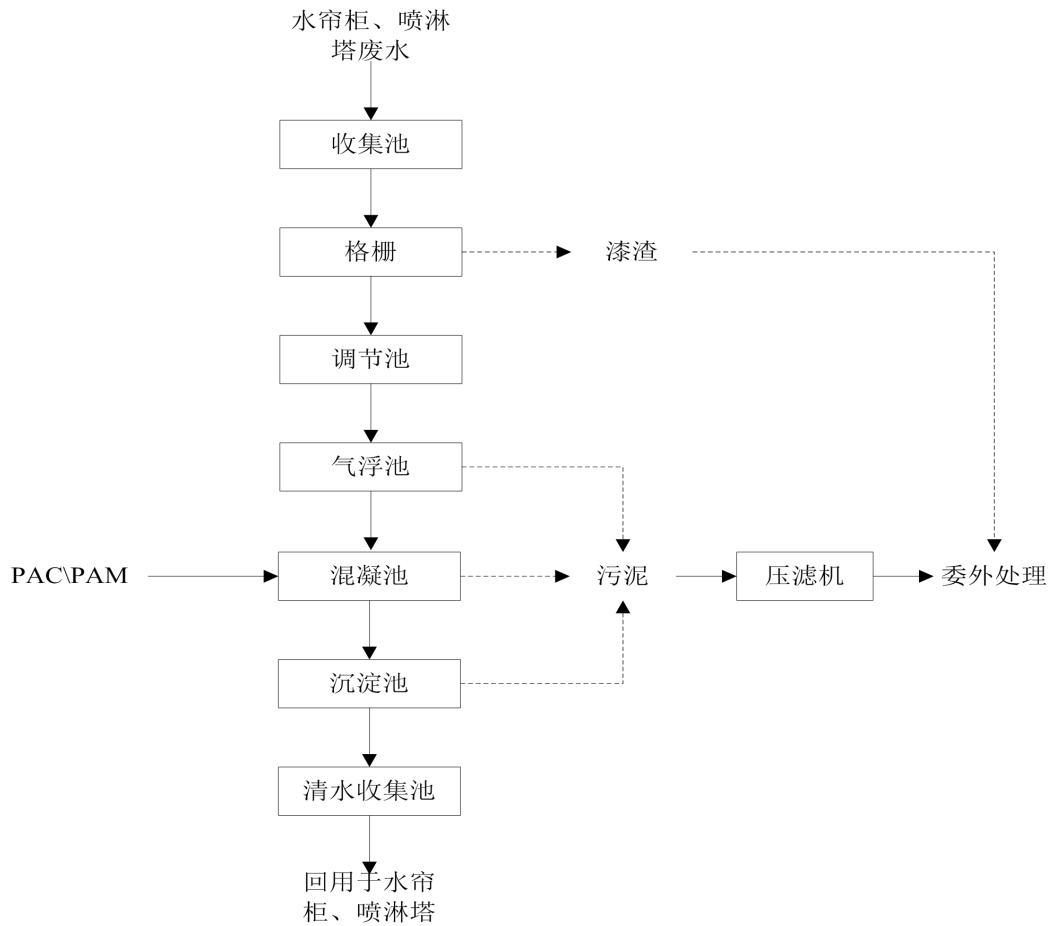 水帘柜、喷淋
塔废水
收集池
格栅
漆渣
调节池
气浮池
PAC\PAM
混凝池
污泥
压滤机
委外处理
沉淀池
清水收集池
回用于水帘
柜、喷淋塔